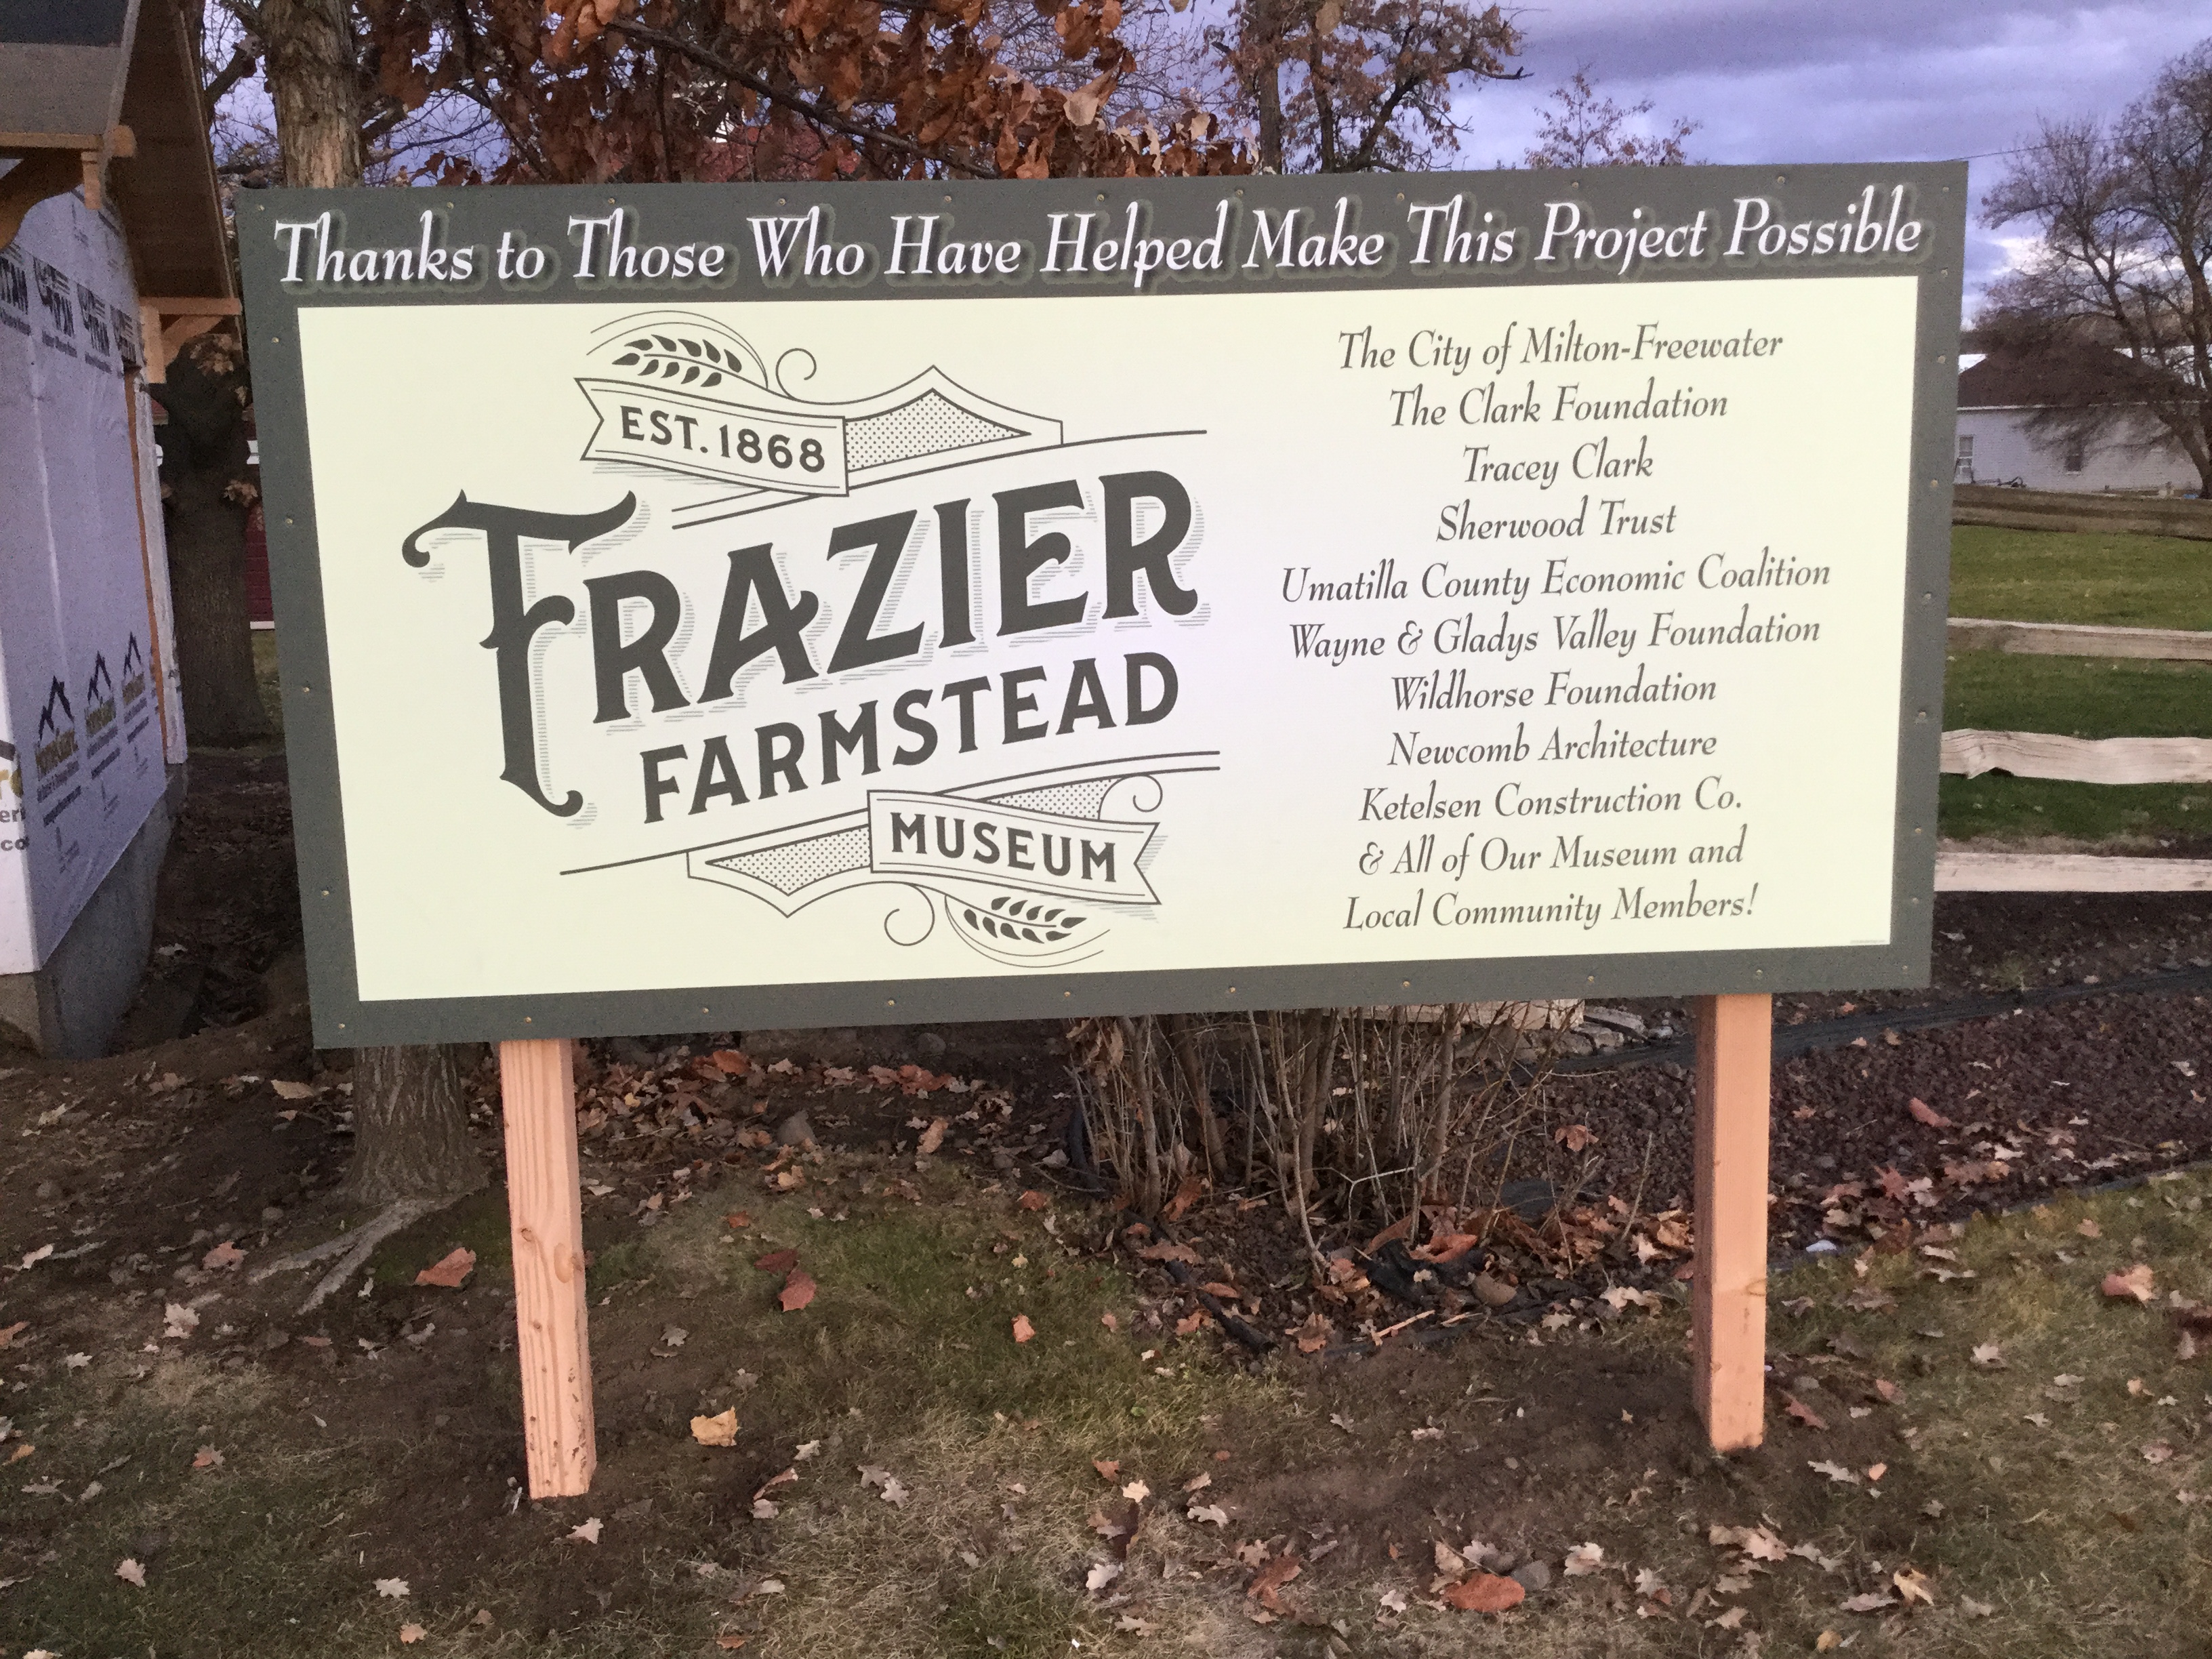 Thanks to Those Who Have Helped Make This Project Possible
EST. 1868
FRAZIER
FARMSTEAD
MUSEUM
The City of Milton-Freewater
The Clark Foundation
Tracey Clark
Sherwood Trust
Umatilla County Economic Coalition
Wayne & Gladys Valley Foundation
Wildhorse Foundation
Newcomb Architecture
Ketelsen Construction Co.
& All of Our Museum and
Local Community Members!